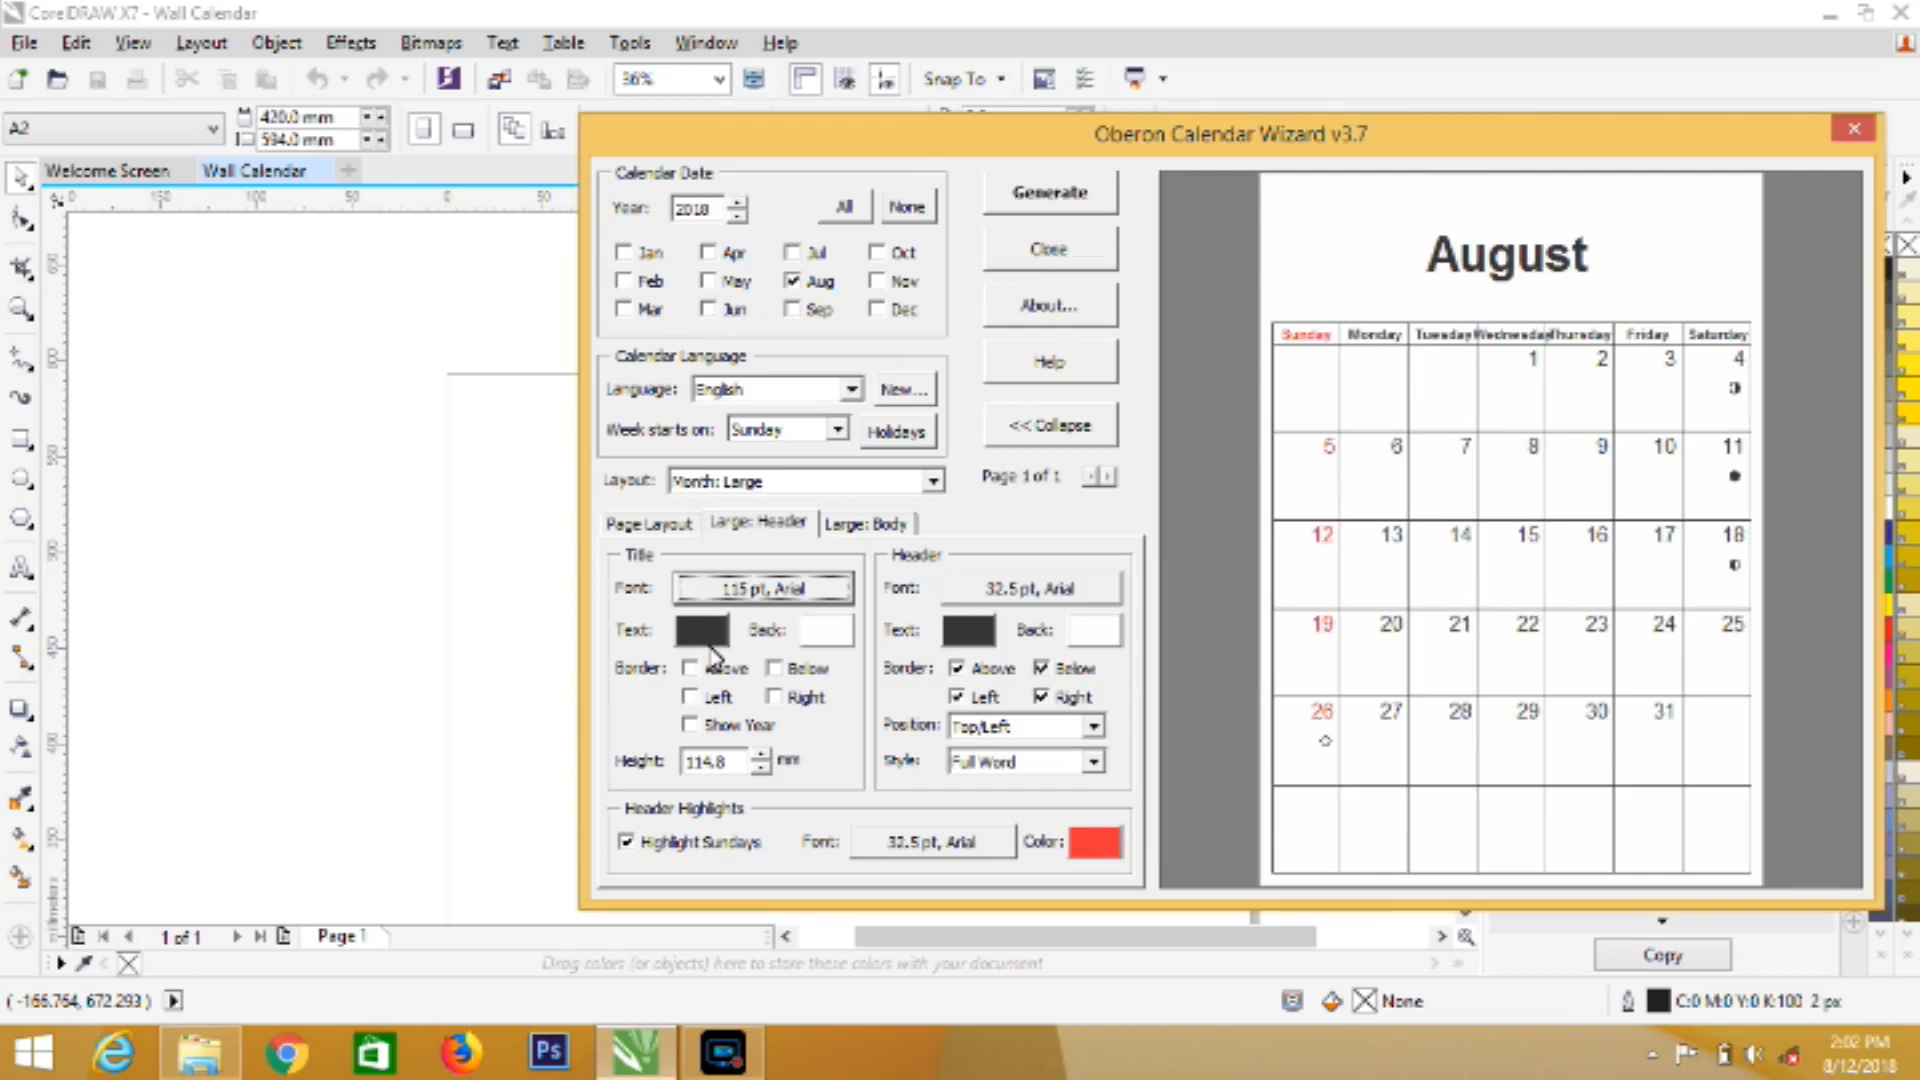 CorelDRAW X7 - Wall Calendar
File Edit View Layout Object Effects Bitmaps Text Table Tools Window Help
36% Snap To
A2 420.0 mm
594.0 mm
Oberon Calendar Wizard v3.7
Welcome Screen Wall Calendar
Calendar Date
Year: 2018 All None
Jan Apr Jul Oct
Feb May Aug Nov
Mar Jun Sep Dec
Calendar Language
Language: English New...
Week starts on: Sunday Holidays
Layout: Month: Large
Generate
Close
About...
Help
<< Collapse
Page 1 of 1
Page Layout Large: Header Large: Body
Title
Font: 115 pt, Arial
Text: Back:
Border: Above Below
Left Right
Show Year
Height: 114.8 mm
Header
Font: 32.5 pt, Arial
Text: Back:
Border: Above Below
Left Right
Position: Top/Left
Style: Full Word
Header Highlights
Highlight Sundays Font: 32.5 pt, Arial Color:
August
Sunday Monday Tuesday Wednesday Thursday Friday Saturday
1 2 3 4
5 6 7 8 9 10 11
12 13 14 15 16 17 18
19 20 21 22 23 24 25
26 27 28 29 30 31
1 of 1 Page 1
Copy
Drag colors (or objects) here to store these colors with your document
( -166.764, 672.293 ) None C:0 M:0 Y:0 K:100 2 px
Ps
2:02 PM
8/12/2018